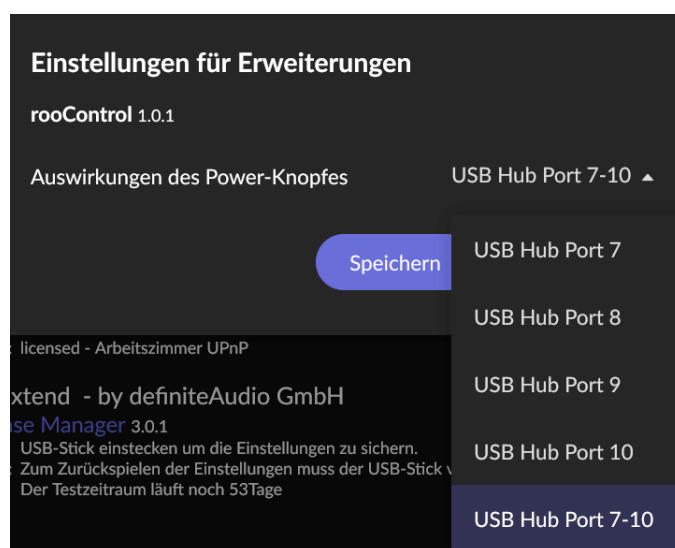 Einstellungen für Erweiterungen
rooControl 1.0.1
Auswirkungen des Power-Knopfes
USB Hub Port 7-10
Speichern
USB Hub Port 7
USB Hub Port 8
USB Hub Port 9
USB Hub Port 10
USB Hub Port 7-10
: licensed - Arbeitszimmer UPnP
xtend - by definiteAudio GmbH
se Manager 3.0.1
USB-Stick einstecken um die Einstellungen zu sichern.
: Zum Zurückspielen der Einstellungen muss der USB-Stick
Der Testzeitraum läuft noch 53Tage